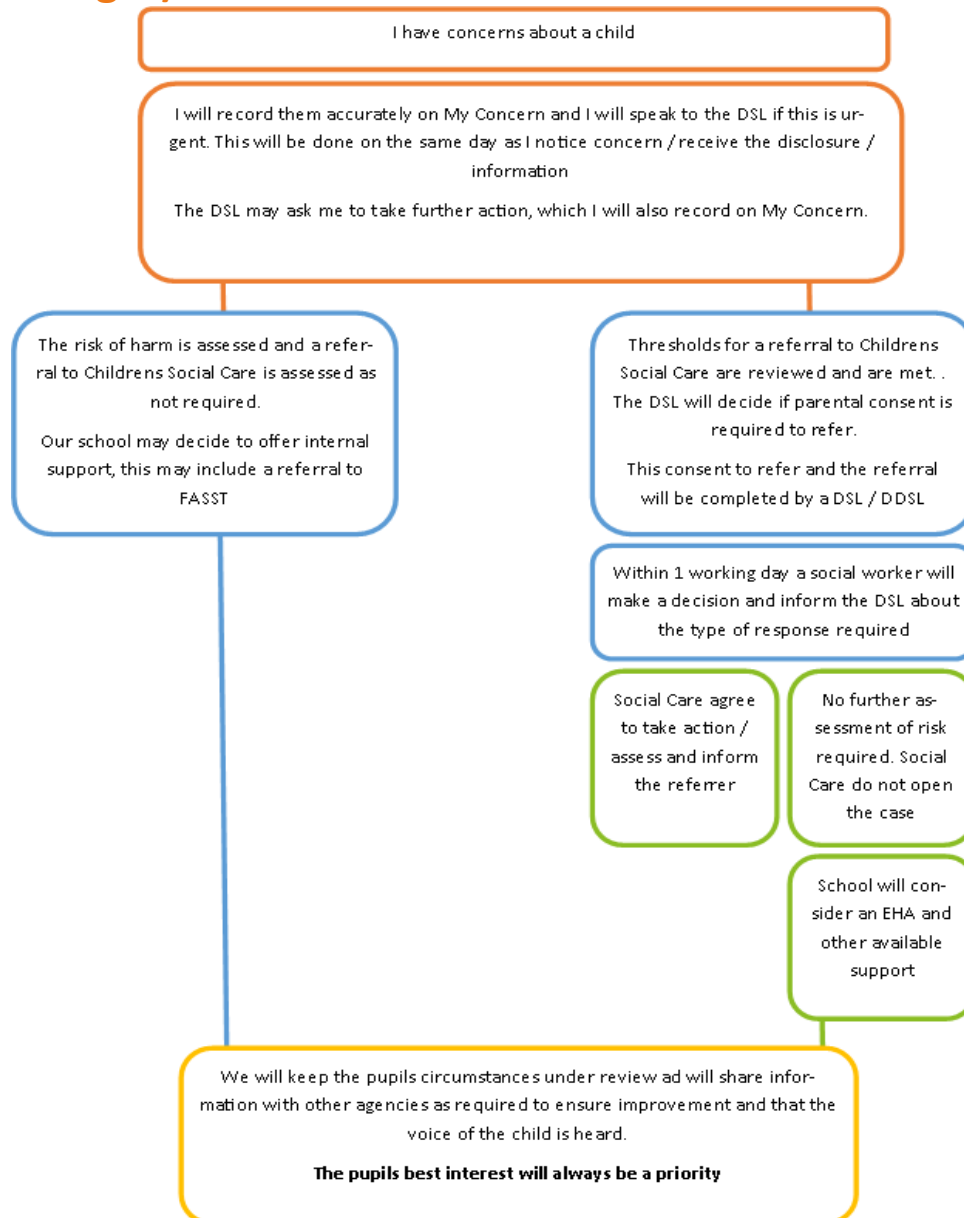 I have concerns about a child
I will record them accurately on My Concern and I will speak to the DSL if this is ur-
gent. This will be done on the same day as I notice concern / receive the disclosure /
information
The DSL may ask me to take further action, which I will also record on My Concern.
The risk of harm is assessed and a refer-
ral to Childrens Social Care is assessed as
not required.
Our school may decide to offer internal
support, this may include a referral to
FASST
Thresholds for a referral to Childrens
Social Care are reviewed and are met. .
The DSL will decide if parental consent is
required to refer.
This consent to refer and the referral
will be completed by a DSL / DDSL
Within 1 working day a social worker will
make a decision and inform the DSL about
the type of response required
Social Care agree
to take action /
assess and inform
the referrer
No further as-
sessment of risk
required. Social
Care do not open
the case
School will con-
sider an EHA and
other available
support
We will keep the pupils circumstances under review ad will share infor-
mation with other agencies as required to ensure improvement and that the
voice of the child is heard.
The pupils best interest will always be a priority